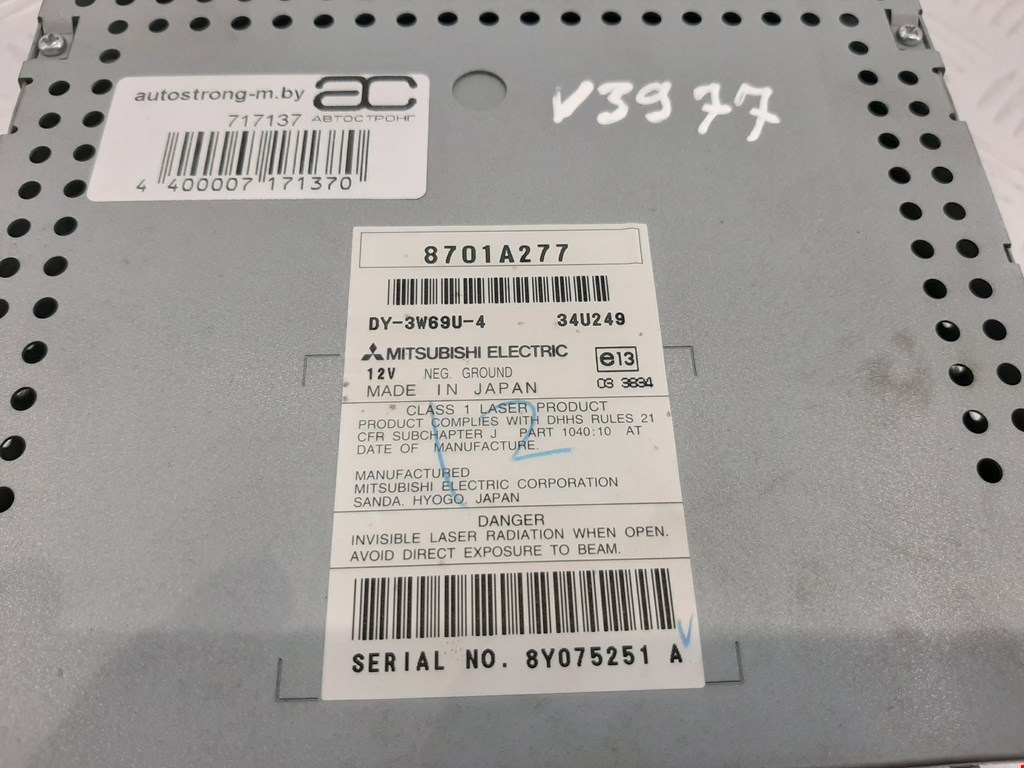 autostrong-m.by ac
717137 АВТОСТРОНГ
4 400007 171370
V3977
8701A277
DY-3W69U-4 34U249
MITSUBISHI ELECTRIC e13
12V NEG. GROUND
MADE IN JAPAN 03 3834
CLASS 1 LASER PRODUCT
PRODUCT COMPLIES WITH DHHS RULES 21
CFR SUBCHAPTER J PART 1040:10 AT
DATE OF MANUFACTURE.
12
MANUFACTURED
MITSUBISHI ELECTRIC CORPORATION
SANDA. HYOGO. JAPAN
DANGER
INVISIBLE LASER RADIATION WHEN OPEN.
AVOID DIRECT EXPOSURE TO BEAM.
SERIAL NO. 8Y075251 A
V